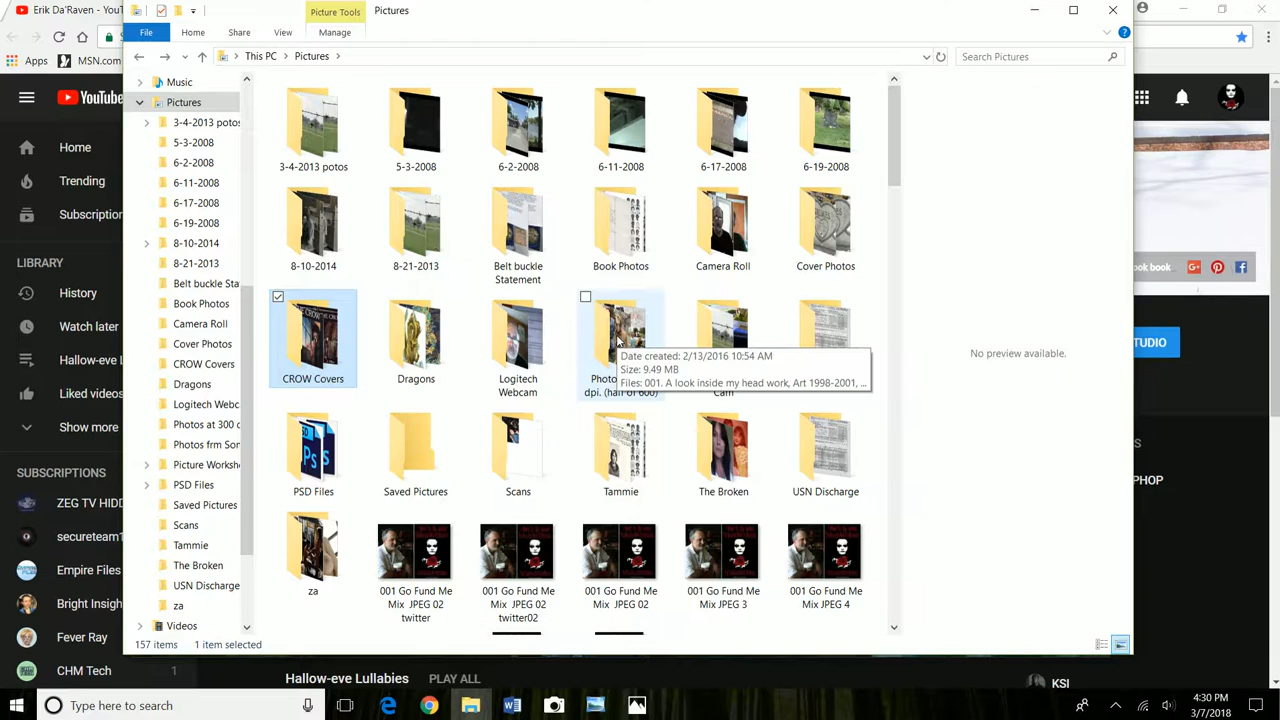 Erik Da'Raven - YouT
Picture Tools
Pictures
File
Home
Share
View
Manage
This PC
Pictures
Search Pictures
Apps
MSN.com
YouTube
Home
Trending
Subscription
LIBRARY
History
Watch later
Hallow-eve L
Liked videos
Show more
SUBSCRIPTIONS
ZEG TV HIDD
secureteam1
Empire Files
Bright Insigh
Fever Ray
CHM Tech
1
Music
Pictures
3-4-2013 potos
5-3-2008
6-2-2008
6-11-2008
6-17-2008
6-19-2008
8-10-2014
8-21-2013
Belt buckle Sta
Book Photos
Camera Roll
Cover Photos
CROW Covers
Dragons
Logitech Webc
Photos at 300 d
Photos frm Son
Picture Worksh
PSD Files
Saved Pictures
Scans
Tammie
The Broken
USN Discharge
za
Videos
3-4-2013 potos
5-3-2008
6-2-2008
6-11-2008
6-17-2008
6-19-2008
8-10-2014
8-21-2013
Belt buckle
Statement
Book Photos
Camera Roll
Cover Photos
CROW Covers
Dragons
Logitech
Webcam
Photo
dpi. (half of 600)
Cam
Date created: 2/13/2016 10:54 AM
Size: 9.49 MB
Files: 001. A look inside my head work, Art 1998-2001, ...
PSD Files
Saved Pictures
Scans
Tammie
The Broken
USN Discharge
za
001 Go Fund Me
Mix JPEG 02
twitter
001 Go Fund Me
Mix JPEG 02
twitter02
001 Go Fund Me
Mix JPEG 02
001 Go Fund Me
Mix JPEG 3
001 Go Fund Me
Mix JPEG 4
No preview available.
157 items
1 item selected
ook book
TUDIO
HPHOP
KSI
Hallow-eve Lullabies
PLAY ALL
Type here to search
4:30 PM
3/7/2018